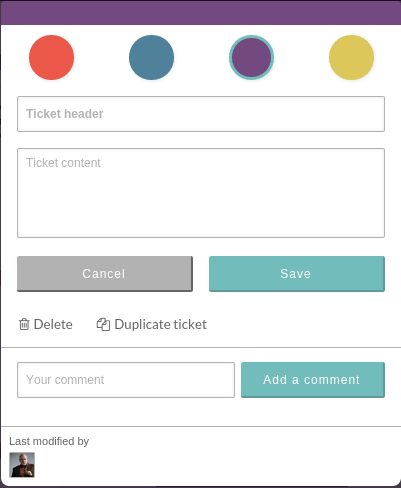 Ticket header
Ticket content
Cancel Save
Delete Duplicate ticket
Your comment Add a comment
Last modified by